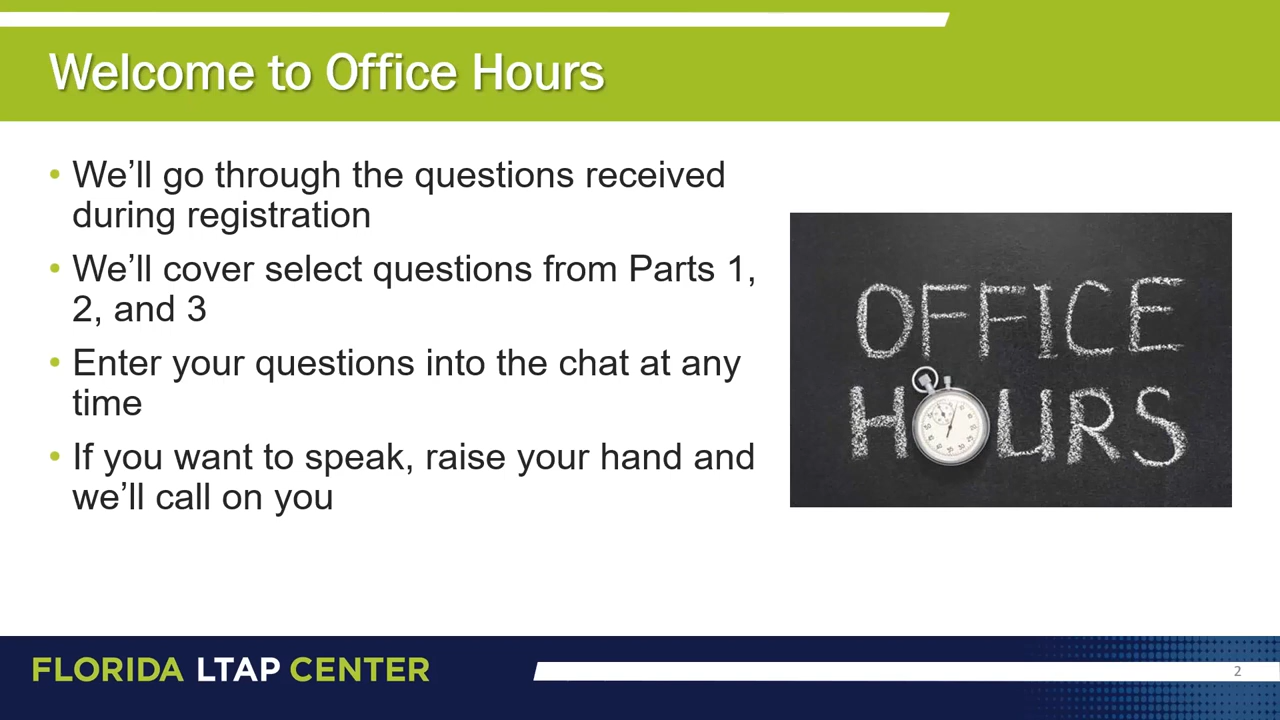 Welcome to Office Hours
• We’ll go through the questions received
during registration
• We’ll cover select questions from Parts 1,
2, and 3
• Enter your questions into the chat at any
time
• If you want to speak, raise your hand and
we’ll call on you
OFFICE
HOURS
FLORIDA LTAP CENTER
2